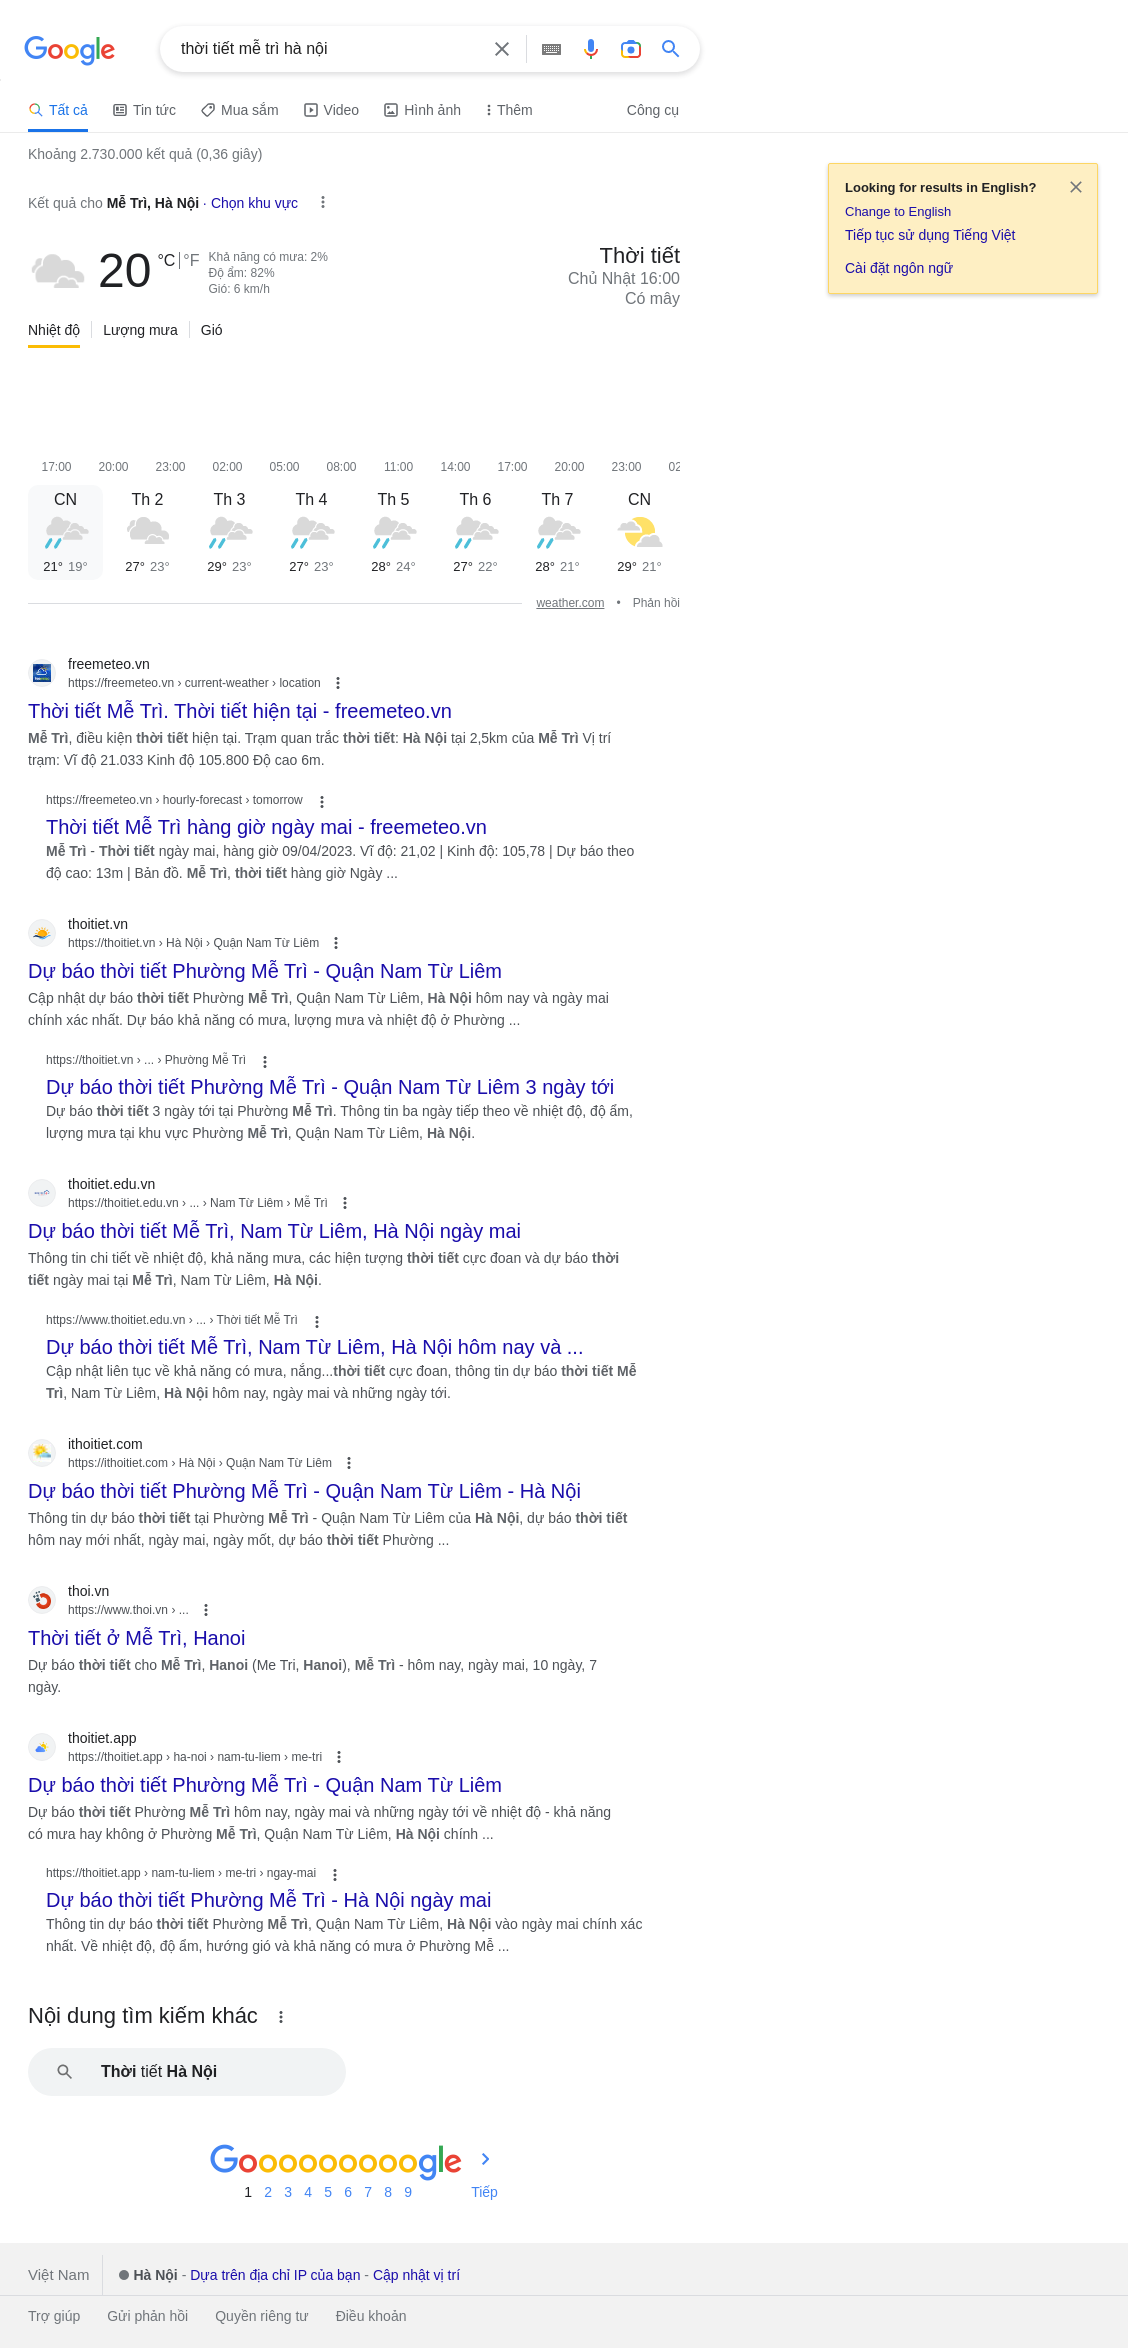 Google
thời tiết mễ trì hà nội
Tất cả Tin tức Mua sắm Video Hình ảnh Thêm Công cụ
Khoảng 2.730.000 kết quả (0,36 giây)
Looking for results in English?
Change to English
Tiếp tục sử dụng Tiếng Việt
Cài đặt ngôn ngữ
Kết quả cho Mễ Trì, Hà Nội · Chọn khu vực
20 °C | °F
Khả năng có mưa: 2%
Độ ẩm: 82%
Gió: 6 km/h
Thời tiết
Chủ Nhật 16:00
Có mây
Nhiệt độ Lượng mưa Gió
17:00 20:00 23:00 02:00 05:00 08:00 11:00 14:00 17:00 20:00 23:00 02
CN Th 2 Th 3 Th 4 Th 5 Th 6 Th 7 CN
21° 19° 27° 23° 29° 23° 27° 23° 28° 24° 27° 22° 28° 21° 29° 21°
weather.com • Phản hồi
freemeteo.vn
https://freemeteo.vn › current-weather › location
Thời tiết Mễ Trì. Thời tiết hiện tại - freemeteo.vn
Mễ Trì, điều kiện thời tiết hiện tại. Trạm quan trắc thời tiết: Hà Nội tại 2,5km của Mễ Trì Vị trí
trạm: Vĩ độ 21.033 Kinh độ 105.800 Độ cao 6m.
https://freemeteo.vn › hourly-forecast › tomorrow
Thời tiết Mễ Trì hàng giờ ngày mai - freemeteo.vn
Mễ Trì - Thời tiết ngày mai, hàng giờ 09/04/2023. Vĩ độ: 21,02 | Kinh độ: 105,78 | Dự báo theo
độ cao: 13m | Bản đồ. Mễ Trì, thời tiết hàng giờ Ngày ...
thoitiet.vn
https://thoitiet.vn › Hà Nội › Quận Nam Từ Liêm
Dự báo thời tiết Phường Mễ Trì - Quận Nam Từ Liêm
Cập nhật dự báo thời tiết Phường Mễ Trì, Quận Nam Từ Liêm, Hà Nội hôm nay và ngày mai
chính xác nhất. Dự báo khả năng có mưa, lượng mưa và nhiệt độ ở Phường ...
https://thoitiet.vn › ... › Phường Mễ Trì
Dự báo thời tiết Phường Mễ Trì - Quận Nam Từ Liêm 3 ngày tới
Dự báo thời tiết 3 ngày tới tại Phường Mễ Trì. Thông tin ba ngày tiếp theo về nhiệt độ, độ ẩm,
lượng mưa tại khu vực Phường Mễ Trì, Quận Nam Từ Liêm, Hà Nội.
thoitiet.edu.vn
https://thoitiet.edu.vn › ... › Nam Từ Liêm › Mễ Trì
Dự báo thời tiết Mễ Trì, Nam Từ Liêm, Hà Nội ngày mai
Thông tin chi tiết về nhiệt độ, khả năng mưa, các hiện tượng thời tiết cực đoan và dự báo thời
tiết ngày mai tại Mễ Trì, Nam Từ Liêm, Hà Nội.
https://www.thoitiet.edu.vn › ... › Thời tiết Mễ Trì
Dự báo thời tiết Mễ Trì, Nam Từ Liêm, Hà Nội hôm nay và ...
Cập nhật liên tục về khả năng có mưa, nắng...thời tiết cực đoan, thông tin dự báo thời tiết Mễ
Trì, Nam Từ Liêm, Hà Nội hôm nay, ngày mai và những ngày tới.
ithoitiet.com
https://ithoitiet.com › Hà Nội › Quận Nam Từ Liêm
Dự báo thời tiết Phường Mễ Trì - Quận Nam Từ Liêm - Hà Nội
Thông tin dự báo thời tiết tại Phường Mễ Trì - Quận Nam Từ Liêm của Hà Nội, dự báo thời tiết
hôm nay mới nhất, ngày mai, ngày mốt, dự báo thời tiết Phường ...
thoi.vn
https://www.thoi.vn › ...
Thời tiết ở Mễ Trì, Hanoi
Dự báo thời tiết cho Mễ Trì, Hanoi (Me Tri, Hanoi), Mễ Trì - hôm nay, ngày mai, 10 ngày, 7
ngày.
thoitiet.app
https://thoitiet.app › ha-noi › nam-tu-liem › me-tri
Dự báo thời tiết Phường Mễ Trì - Quận Nam Từ Liêm
Dự báo thời tiết Phường Mễ Trì hôm nay, ngày mai và những ngày tới về nhiệt độ - khả năng
có mưa hay không ở Phường Mễ Trì, Quận Nam Từ Liêm, Hà Nội chính ...
https://thoitiet.app › nam-tu-liem › me-tri › ngay-mai
Dự báo thời tiết Phường Mễ Trì - Hà Nội ngày mai
Thông tin dự báo thời tiết Phường Mễ Trì, Quận Nam Từ Liêm, Hà Nội vào ngày mai chính xác
nhất. Về nhiệt độ, độ ẩm, hướng gió và khả năng có mưa ở Phường Mễ ...
Nội dung tìm kiếm khác
Thời tiết Hà Nội
Gooooooooogle
1 2 3 4 5 6 7 8 9 Tiếp
Việt Nam Hà Nội - Dựa trên địa chỉ IP của bạn - Cập nhật vị trí
Trợ giúp Gửi phản hồi Quyền riêng tư Điều khoản